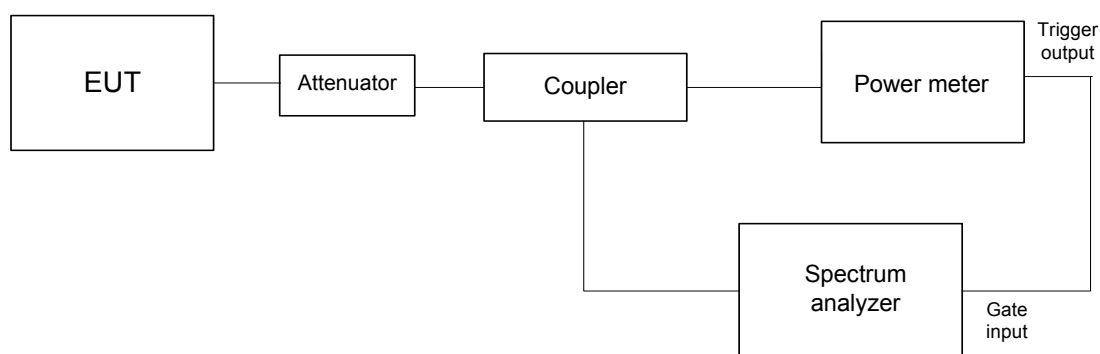 EUT
Attenuator
Coupler
Power meter
Trigger
output
Spectrum
analyzer
Gate
input